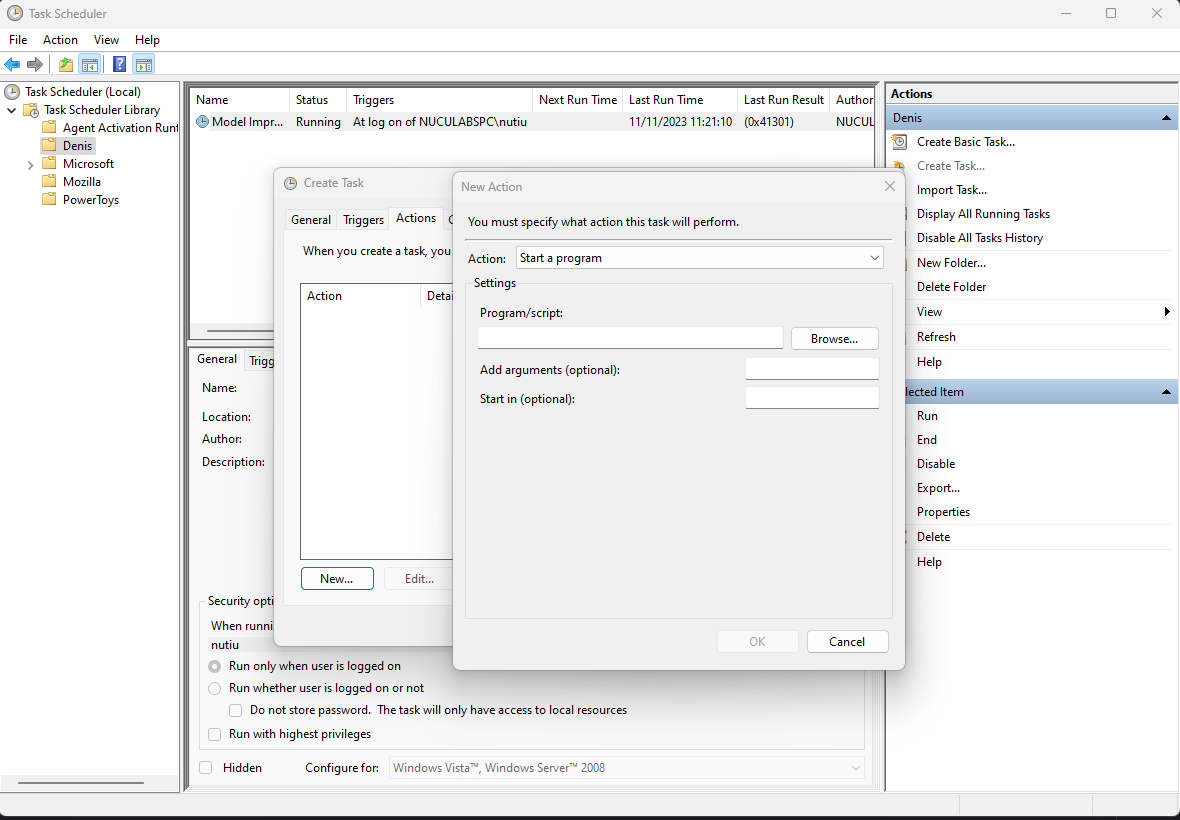 Task Scheduler
File Action View Help
Task Scheduler (Local)
Task Scheduler Library
Agent Activation Runt
Denis
Microsoft
Mozilla
PowerToys
Name Status Triggers Next Run Time Last Run Time Last Run Result Author
Model Impr... Running At log on of NUCULABSPC\nutiu 11/11/2023 11:21:10 (0x41301) NUCUL
Create Task
General Triggers Actions
When you create a task, you
Action Detai
New... Edit...
New Action
You must specify what action this task will perform.
Action: Start a program
Settings
Program/script:
Browse...
Add arguments (optional):
Start in (optional):
OK Cancel
General Trigg
Name:
Location:
Author:
Description:
Security opti
When runni
nutiu
Run only when user is logged on
Run whether user is logged on or not
Do not store password. The task will only have access to local resources
Run with highest privileges
Hidden Configure for: Windows Vista™, Windows Server™ 2008
Actions
Denis
Create Basic Task...
Create Task...
Import Task...
Display All Running Tasks
Disable All Tasks History
New Folder...
Delete Folder
View
Refresh
Help
lected Item
Run
End
Disable
Export...
Properties
Delete
Help